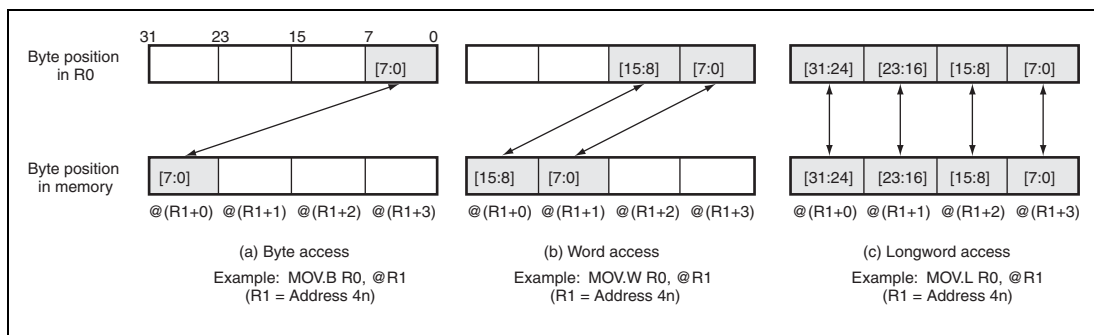 31 23 15 7 0
Byte position
in R0
[7:0]
[15:8] [7:0]
[31:24] [23:16] [15:8] [7:0]
Byte position
in memory
[7:0]
[15:8] [7:0]
[31:24] [23:16] [15:8] [7:0]
@(R1+0) @(R1+1) @(R1+2) @(R1+3)
@(R1+0) @(R1+1) @(R1+2) @(R1+3)
@(R1+0) @(R1+1) @(R1+2) @(R1+3)
(a) Byte access
Example: MOV.B R0, @R1
(R1 = Address 4n)
(b) Word access
Example: MOV.W R0, @R1
(R1 = Address 4n)
(c) Longword access
Example: MOV.L R0, @R1
(R1 = Address 4n)